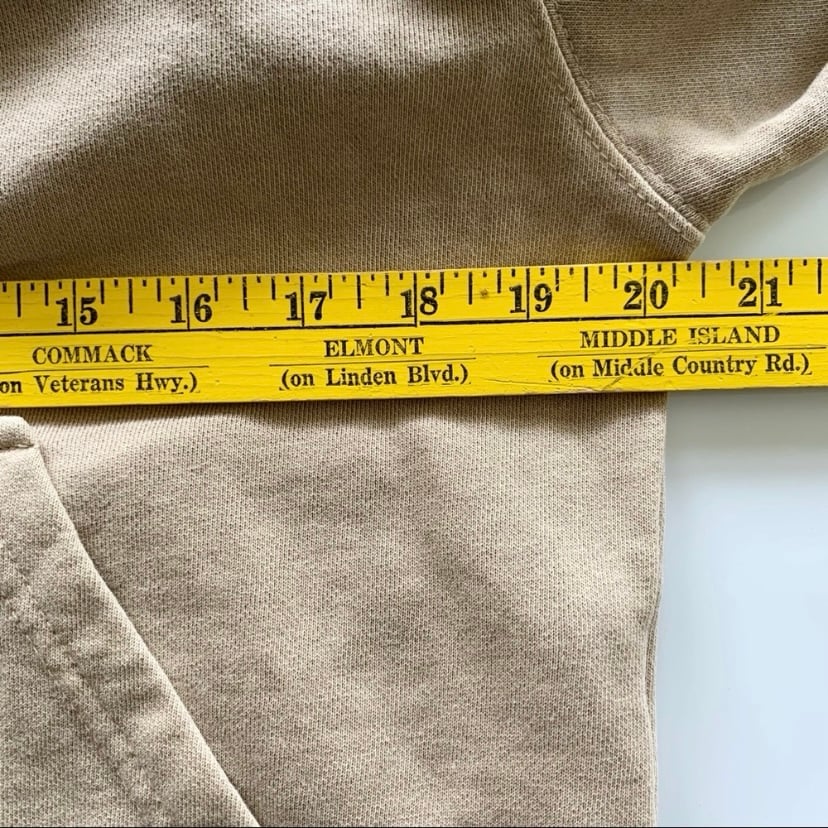 15 16 17 18 19 20 21
COMMACK ELMONT MIDDLE ISLAND
on Veterans Hwy.) (on Linden Blvd.) (on Middle Country Rd.)